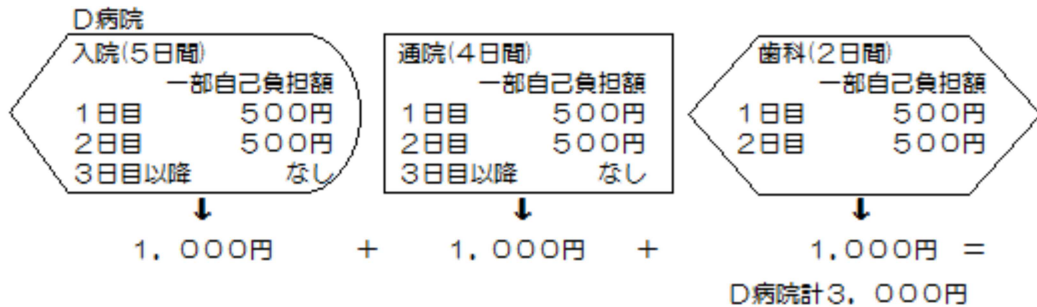 D病院
入院(5日間)
一部自己負担額
1日目 500円
2日目 500円
3日目以降 なし
通院(4日間)
一部自己負担額
1日目 500円
2日目 500円
3日目以降 なし
歯科(2日間)
一部自己負担額
1日目 500円
2日目 500円
↓ ↓ ↓
1,000円 + 1,000円 + 1,000円 =
D病院計3,000円